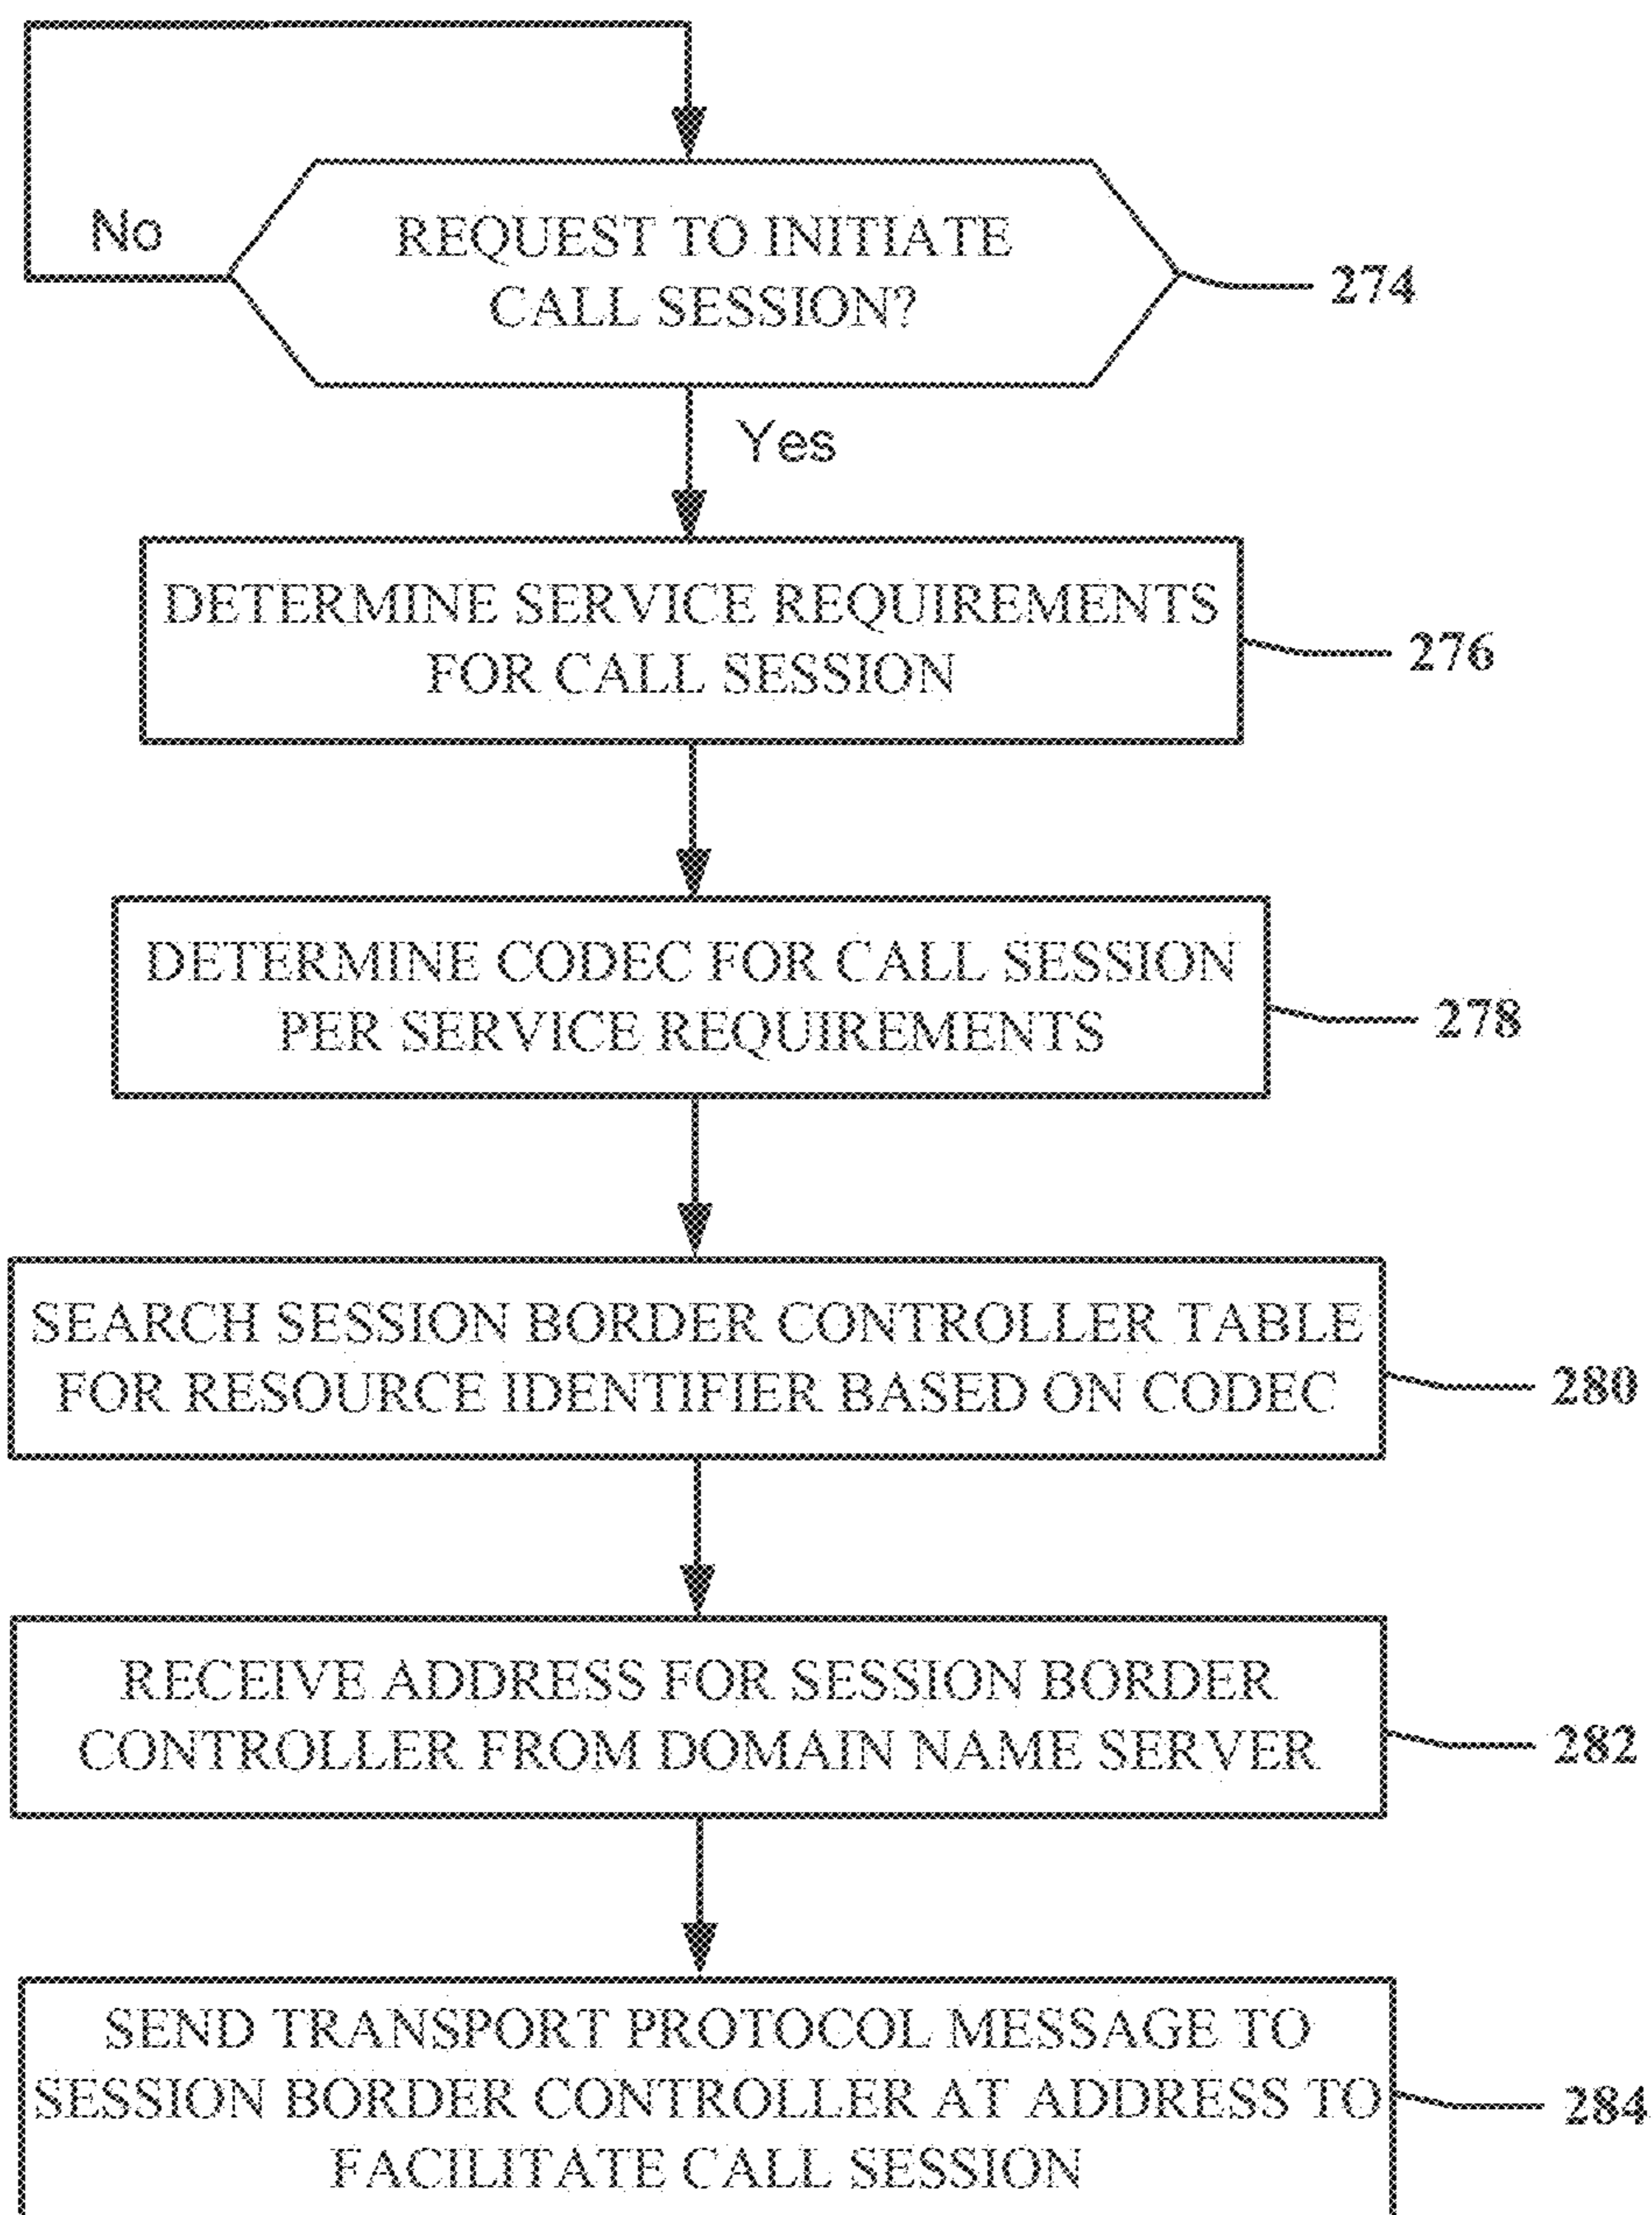 No
REQUEST TO INITIATE
CALL SESSION?
274
Yes
DETERMINE SERVICE REQUIREMENTS
FOR CALL SESSION
276
DETERMINE CODEC FOR CALL SESSION
PER SERVICE REQUIREMENTS
278
SEARCH SESSION BORDER CONTROLLER TABLE
FOR RESOURCE IDENTIFIER BASED ON CODEC
280
RECEIVE ADDRESS FOR SESSION BORDER
CONTROLLER FROM DOMAIN NAME SERVER
282
SEND TRANSPORT PROTOCOL MESSAGE TO
SESSION BORDER CONTROLLER AT ADDRESS TO
FACILITATE CALL SESSION
284